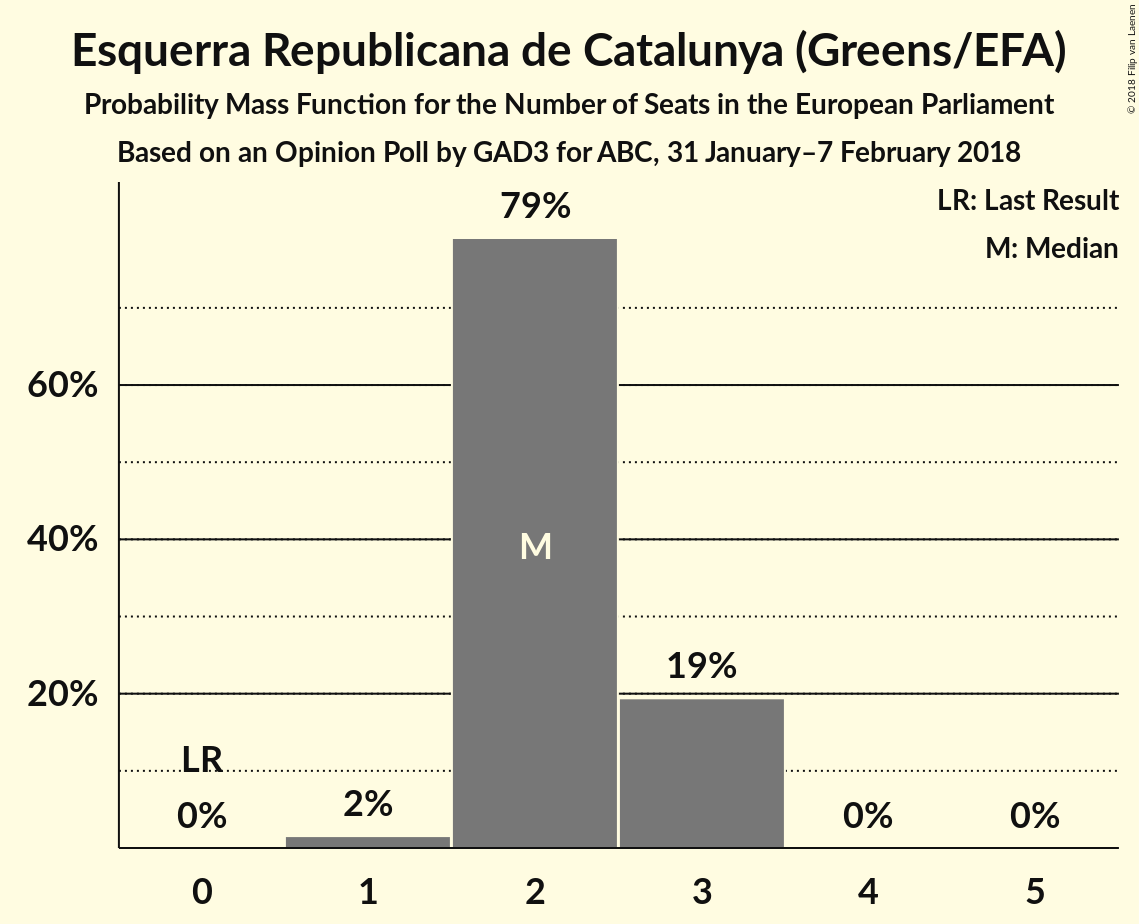 Esquerra Republicana de Catalunya (Greens/EFA)
Probability Mass Function for the Number of Seats in the European Parliament
Based on an Opinion Poll by GAD3 for ABC, 31 January–7 February 2018
© 2018 Filip van Laenen
LR: Last Result
M: Median
79%
60%
M
40%
19%
20%
LR
0%
2%
0%
0%
0
1
2
3
4
5